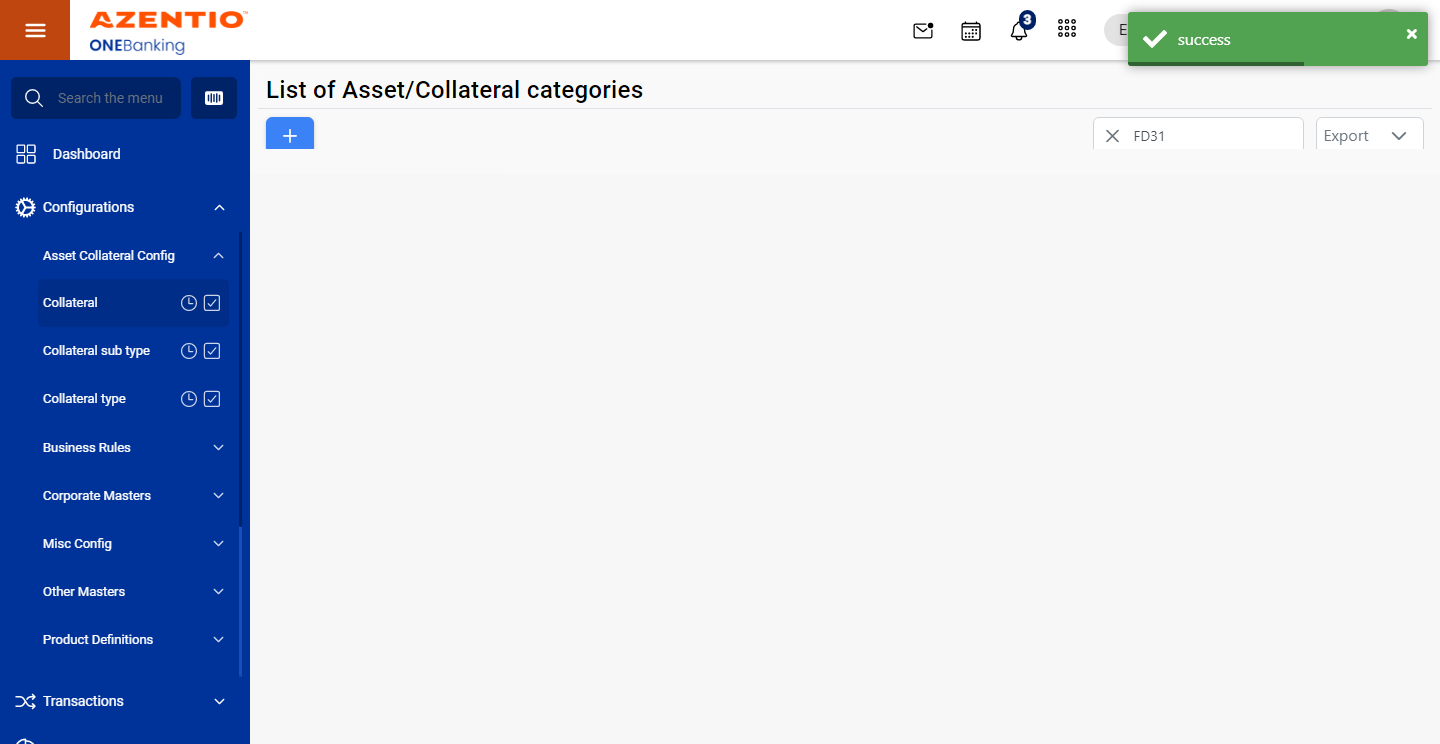 AZENTIO™
ONEBanking
3
E
success
Search the menu
List of Asset/Collateral categories
FD31
Export
Dashboard
Configurations
Asset Collateral Config
Collateral
Collateral sub type
Collateral type
Business Rules
Corporate Masters
Misc Config
Other Masters
Product Definitions
Transactions